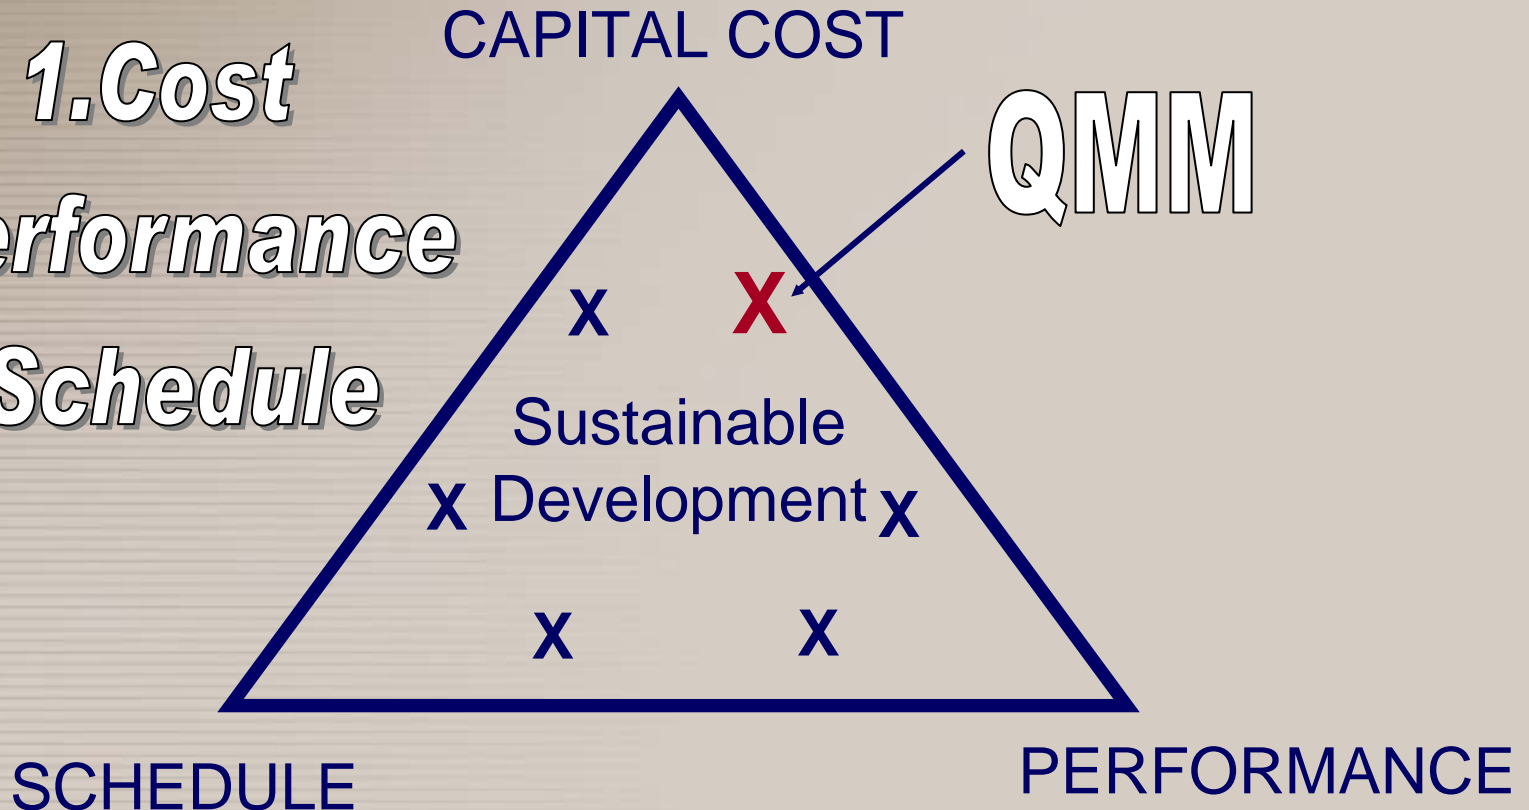 CAPITAL COST
1.Cost
QMM
erformance
X X
Schedule
Sustainable
X Development X
X X
SCHEDULE
PERFORMANCE